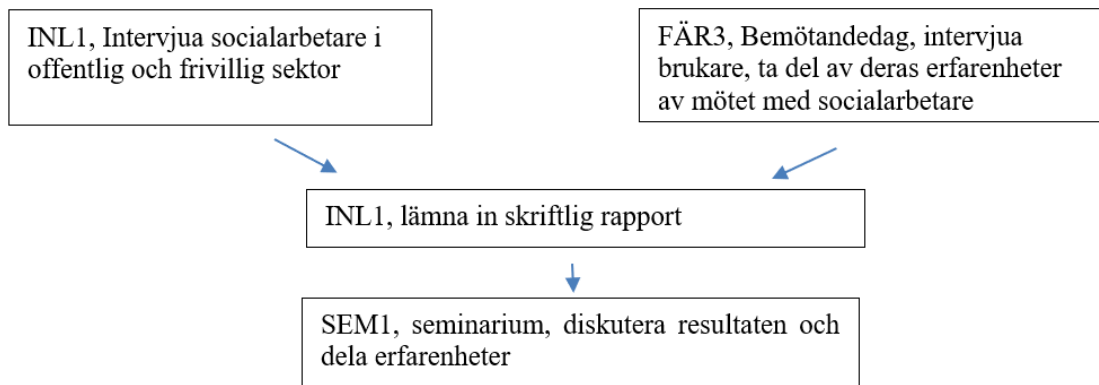 INL1, Intervjua socialarbetare i
offentlig och frivillig sektor
FÄR3, Bemötandedag, intervjua
brukare, ta del av deras erfarenheter
av mötet med socialarbetare
INL1, lämna in skriftlig rapport
SEM1, seminarium, diskutera resultaten och
dela erfarenheter